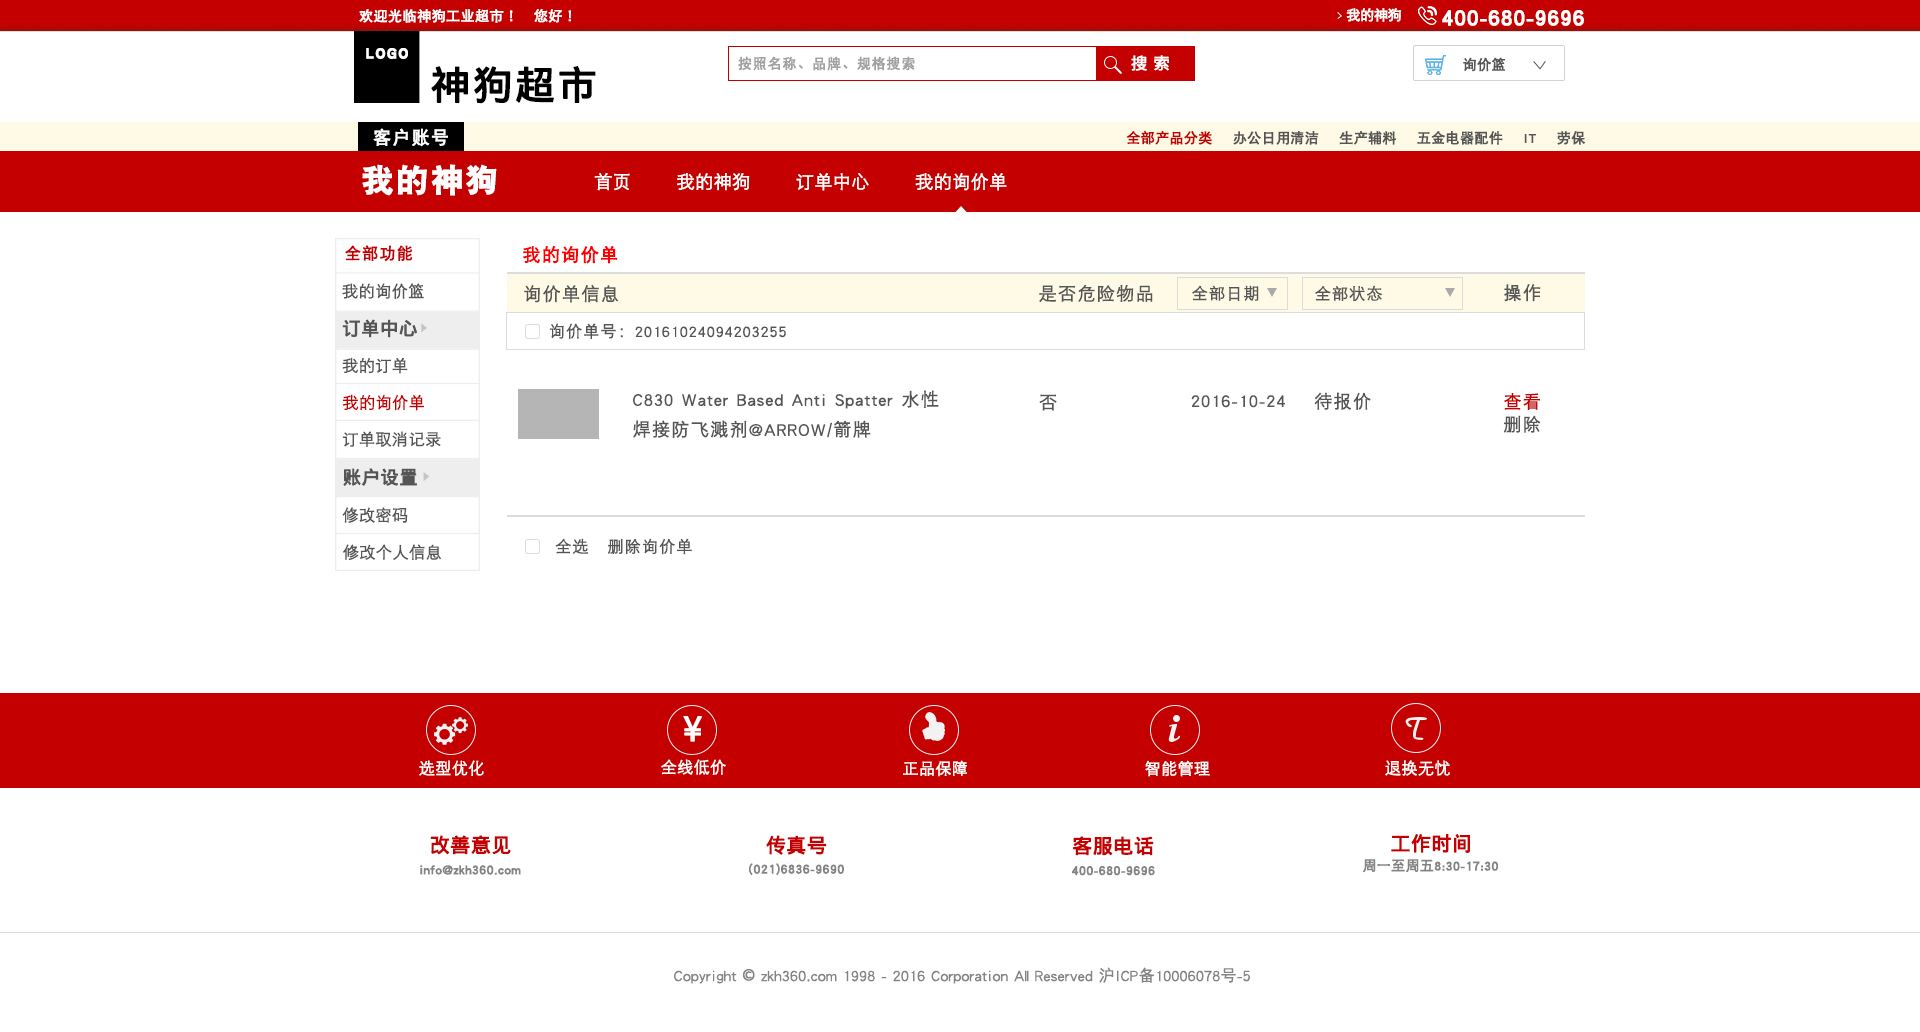 欢迎光临神狗工业超市！ 您好！
> 我的神狗 400-680-9696
LOGO
神狗超市
按照名称、品牌、规格搜索
搜 索
询价篮
客户账号
全部产品分类 办公日用清洁 生产辅料 五金电器配件 IT 劳保
我的神狗
首页 我的神狗 订单中心 我的询价单
全部功能
我的询价篮
订单中心
我的订单
我的询价单
订单取消记录
账户设置
修改密码
修改个人信息
我的询价单
询价单信息 是否危险物品 全部日期 全部状态 操作
询价单号：20161024094203255
C830 Water Based Anti Spatter 水性
焊接防飞溅剂@ARROW/箭牌
否
2016-10-24
待报价
查看
删除
全选 删除询价单
¥
i
选型优化 全线低价 正品保障 智能管理 退换无忧
改善意见
info@zkh360.com
传真号
(021)6836-9690
客服电话
400-680-9696
工作时间
周一至周五8:30-17:30
Copyright © zkh360.com 1998 - 2016 Corporation All Reserved 沪ICP备10006078号-5